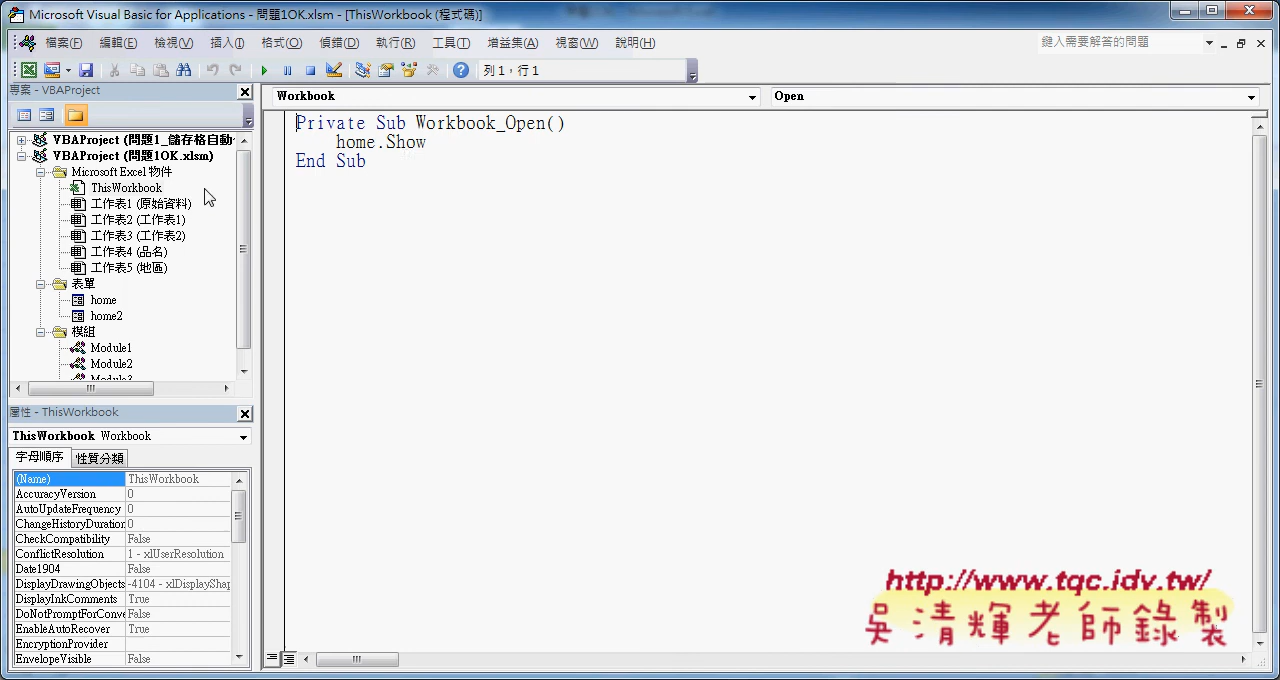 Microsoft Visual Basic for Applications - 問題1OK.xlsm - [ThisWorkbook (程式碼)]
檔案(F) 編輯(E) 檢視(V) 插入(I) 格式(O) 偵錯(D) 執行(R) 工具(T) 增益集(A) 視窗(W) 說明(H) 鍵入需要解答的問題
列 1，行 1
專案 - VBAProject
Workbook Open
VBAProject (問題1_儲存格自動
VBAProject (問題1OK.xlsm)
Microsoft Excel 物件
ThisWorkbook
工作表1 (原始資料)
工作表2 (工作表1)
工作表3 (工作表2)
工作表4 (品名)
工作表5 (地區)
表單
home
home2
模組
Module1
Module2
Module3
Private Sub Workbook_Open()
home.Show
End Sub
屬性 - ThisWorkbook
ThisWorkbook Workbook
字母順序 性質分類
(Name) ThisWorkbook
AccuracyVersion 0
AutoUpdateFrequency 0
ChangeHistoryDuration 0
CheckCompatibility False
ConflictResolution 1 - xlUserResolution
Date1904 False
DisplayDrawingObjects -4104 - xlDisplayShap
DisplayInkComments True
DoNotPromptForConve False
EnableAutoRecover True
EncryptionProvider
EnvelopeVisible False
http://www.tqc.idv.tw/
吳清輝老師錄製